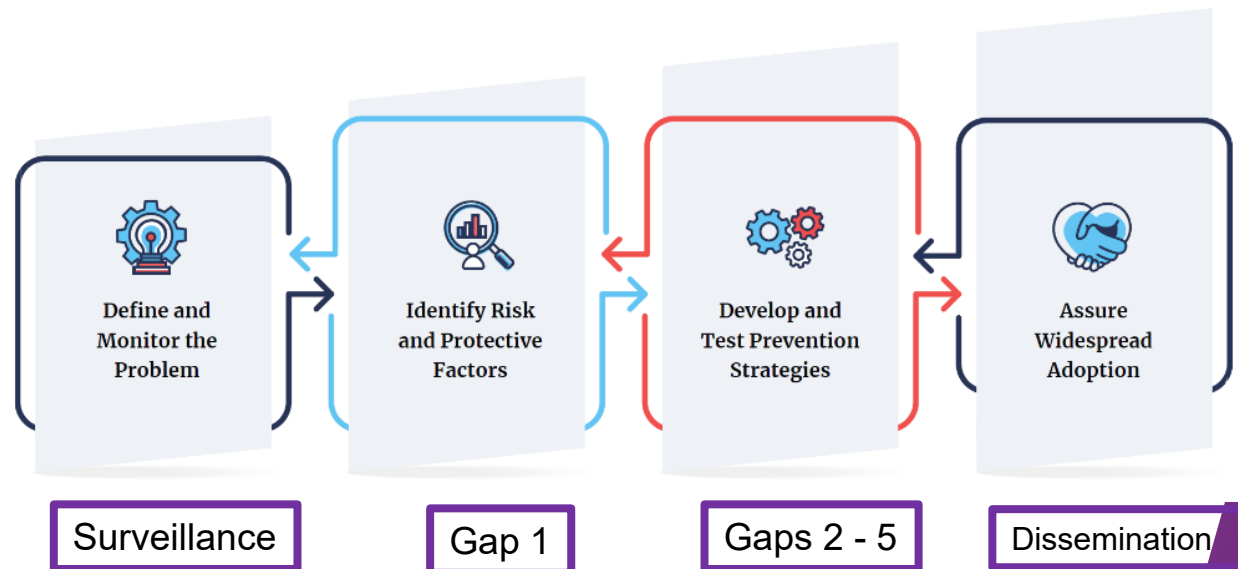 Define and
Monitor the
Problem
Identify Risk
and Protective
Factors
Develop and
Test Prevention
Strategies
Assure
Widespread
Adoption
Surveillance
Gap 1
Gaps 2 - 5
Dissemination